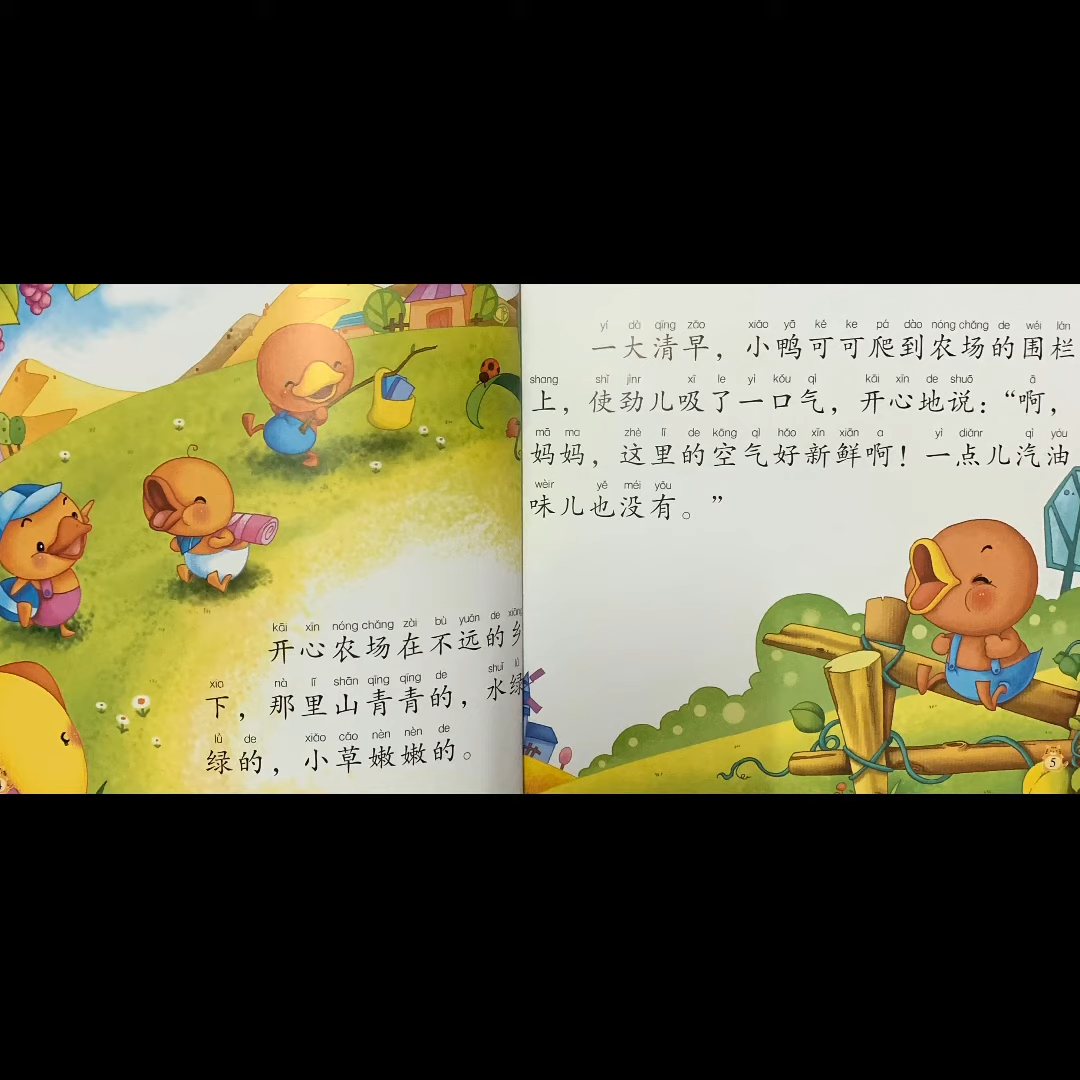 kāi xīn nóng chǎng zài bù yuǎn de xiāng
开心农场在不远的乡
xia nà lǐ shān qīng qīng de shuǐ lǜ
下，那里山青青的，水绿
lǜ de xiǎo cǎo nèn nèn de
绿的，小草嫩嫩的。
yí dà qīng zǎo xiǎo yā kě ke pá dào nóng chǎng de wéi lán
一大清早，小鸭可可爬到农场的围栏
shang shǐ jìnr xī le yì kǒu qì kāi xīn de shuō ā
上，使劲儿吸了一口气，开心地说：“啊，
mā ma zhè lǐ de kōng qì hǎo xīn xiān a yì diǎnr qì yóu
妈妈，这里的空气好新鲜啊！一点儿汽油
wèir yě méi yǒu
味儿也没有。”
5